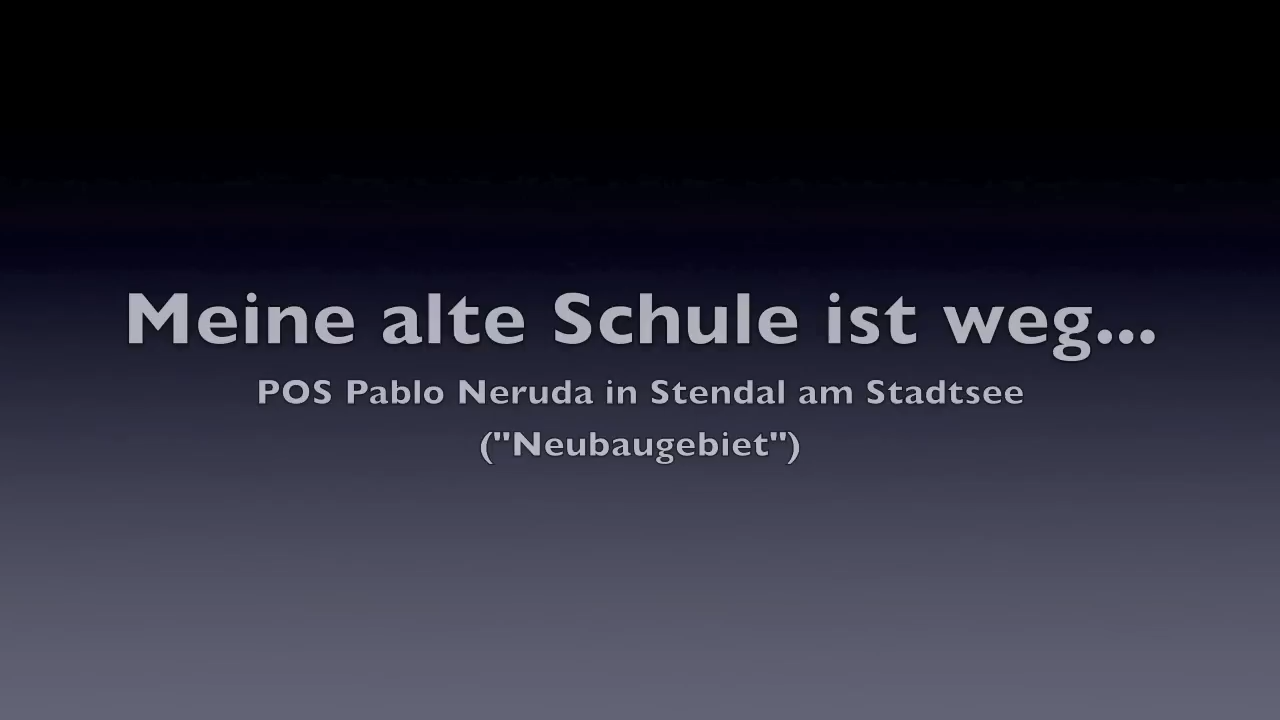 Meine alte Schule ist weg...
POS Pablo Neruda in Stendal am Stadtsee
("Neubaugebiet")